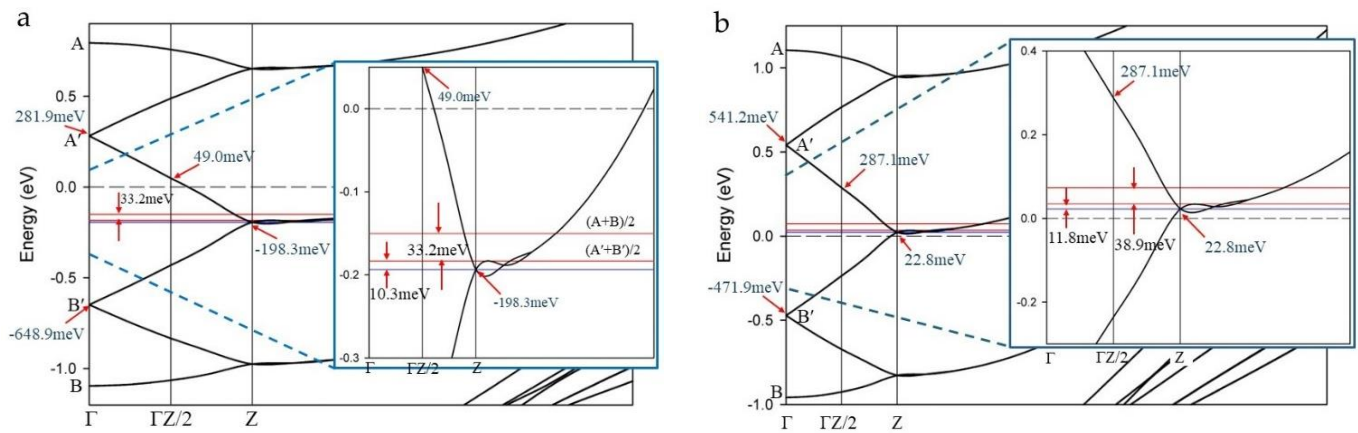 a
A
0.5
281.9meV
A′
49.0meV
0.0
33.2meV
Energy (eV)
-198.3meV
-0.5
B′
-648.9meV
-1.0
B
Γ
ΓZ/2
Z
49.0meV
0.0
-0.1
(A+B)/2
33.2meV
(A′+B′)/2
-0.2
10.3meV
-198.3meV
-0.3
Γ
ΓZ/2
Z
b
A
1.0
541.2meV
A′
0.5
287.1meV
Energy (eV)
0.0
22.8meV
-471.9meV
B′
-0.5
B
-1.0
Γ
ΓZ/2
Z
0.4
287.1meV
0.2
0.0
11.8meV
38.9meV
22.8meV
-0.2
Γ
ΓZ/2
Z